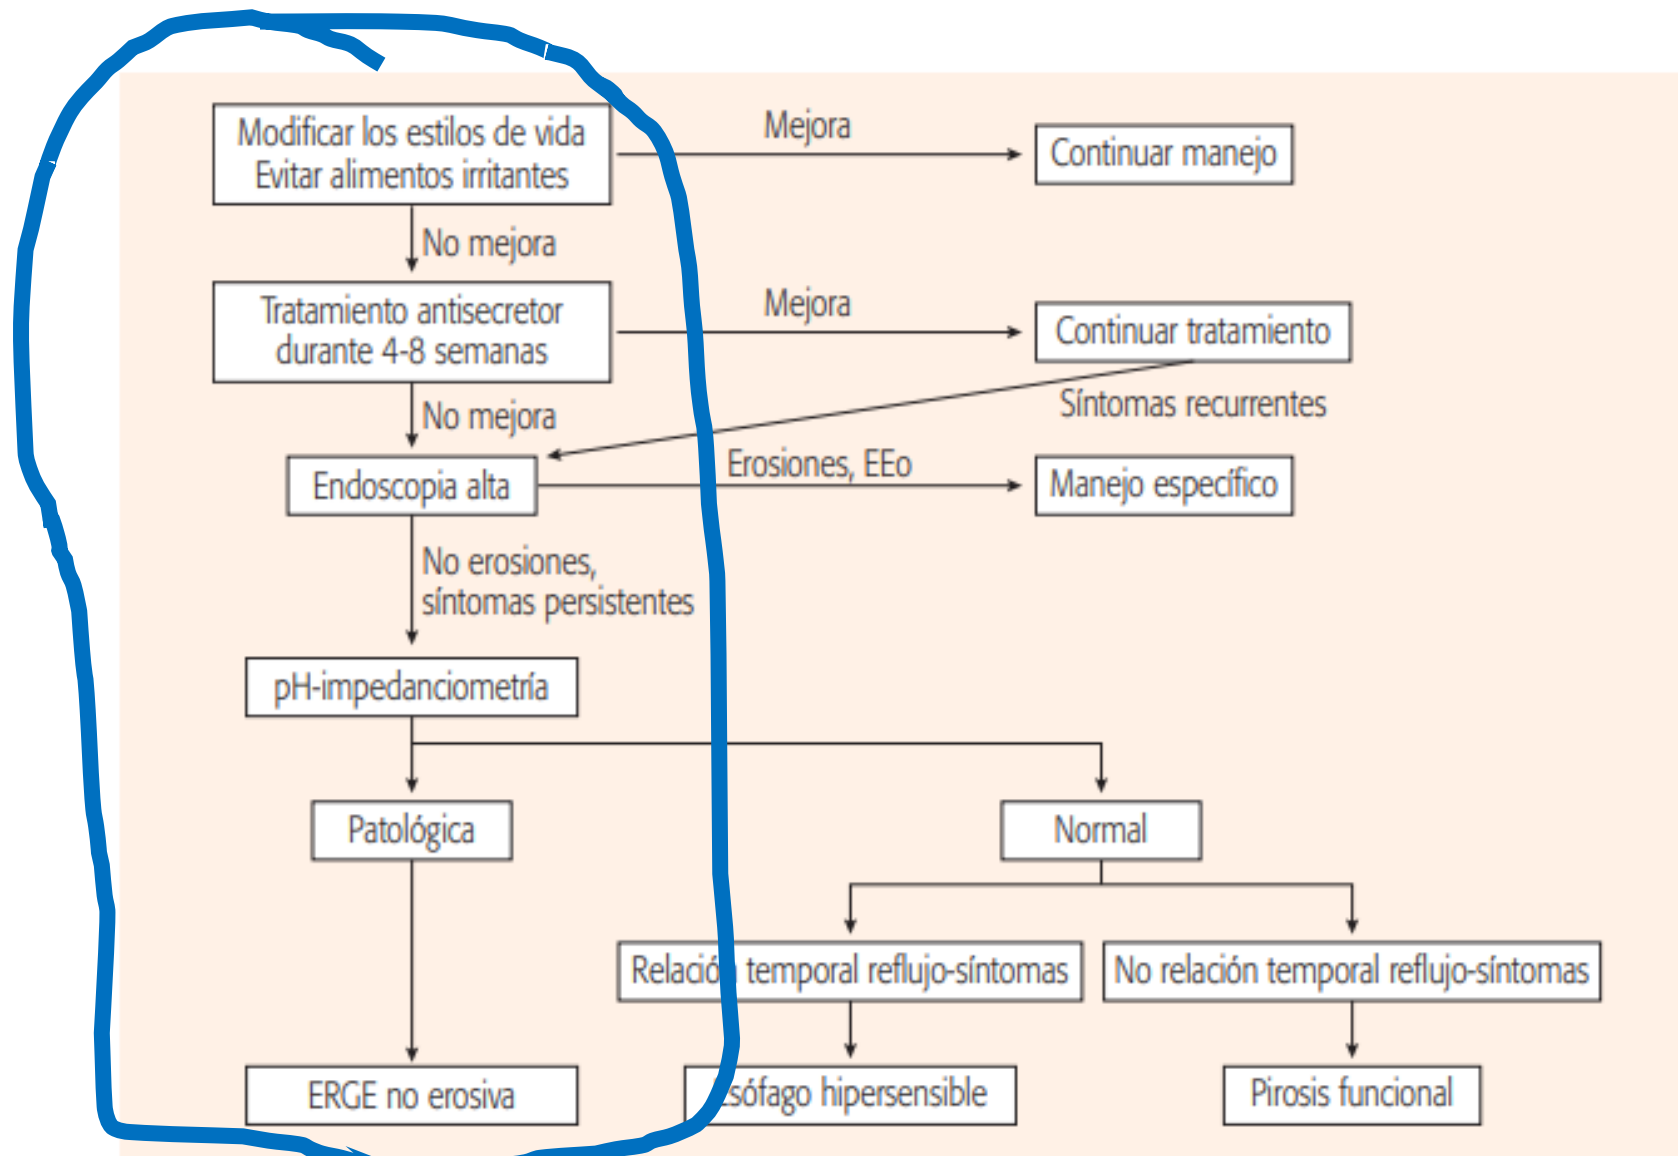 Modificar los estilos de vida
Evitar alimentos irritantes
Mejora
Continuar manejo
No mejora
Tratamiento antisecretor
durante 4-8 semanas
Mejora
Continuar tratamiento
No mejora
Síntomas recurrentes
Endoscopia alta
Erosiones, EEo
Manejo específico
No erosiones,
síntomas persistentes
pH-impedanciometría
Patológica
Normal
Relación temporal reflujo-síntomas
No relación temporal reflujo-síntomas
ERGE no erosiva
Esófago hipersensible
Pirosis funcional